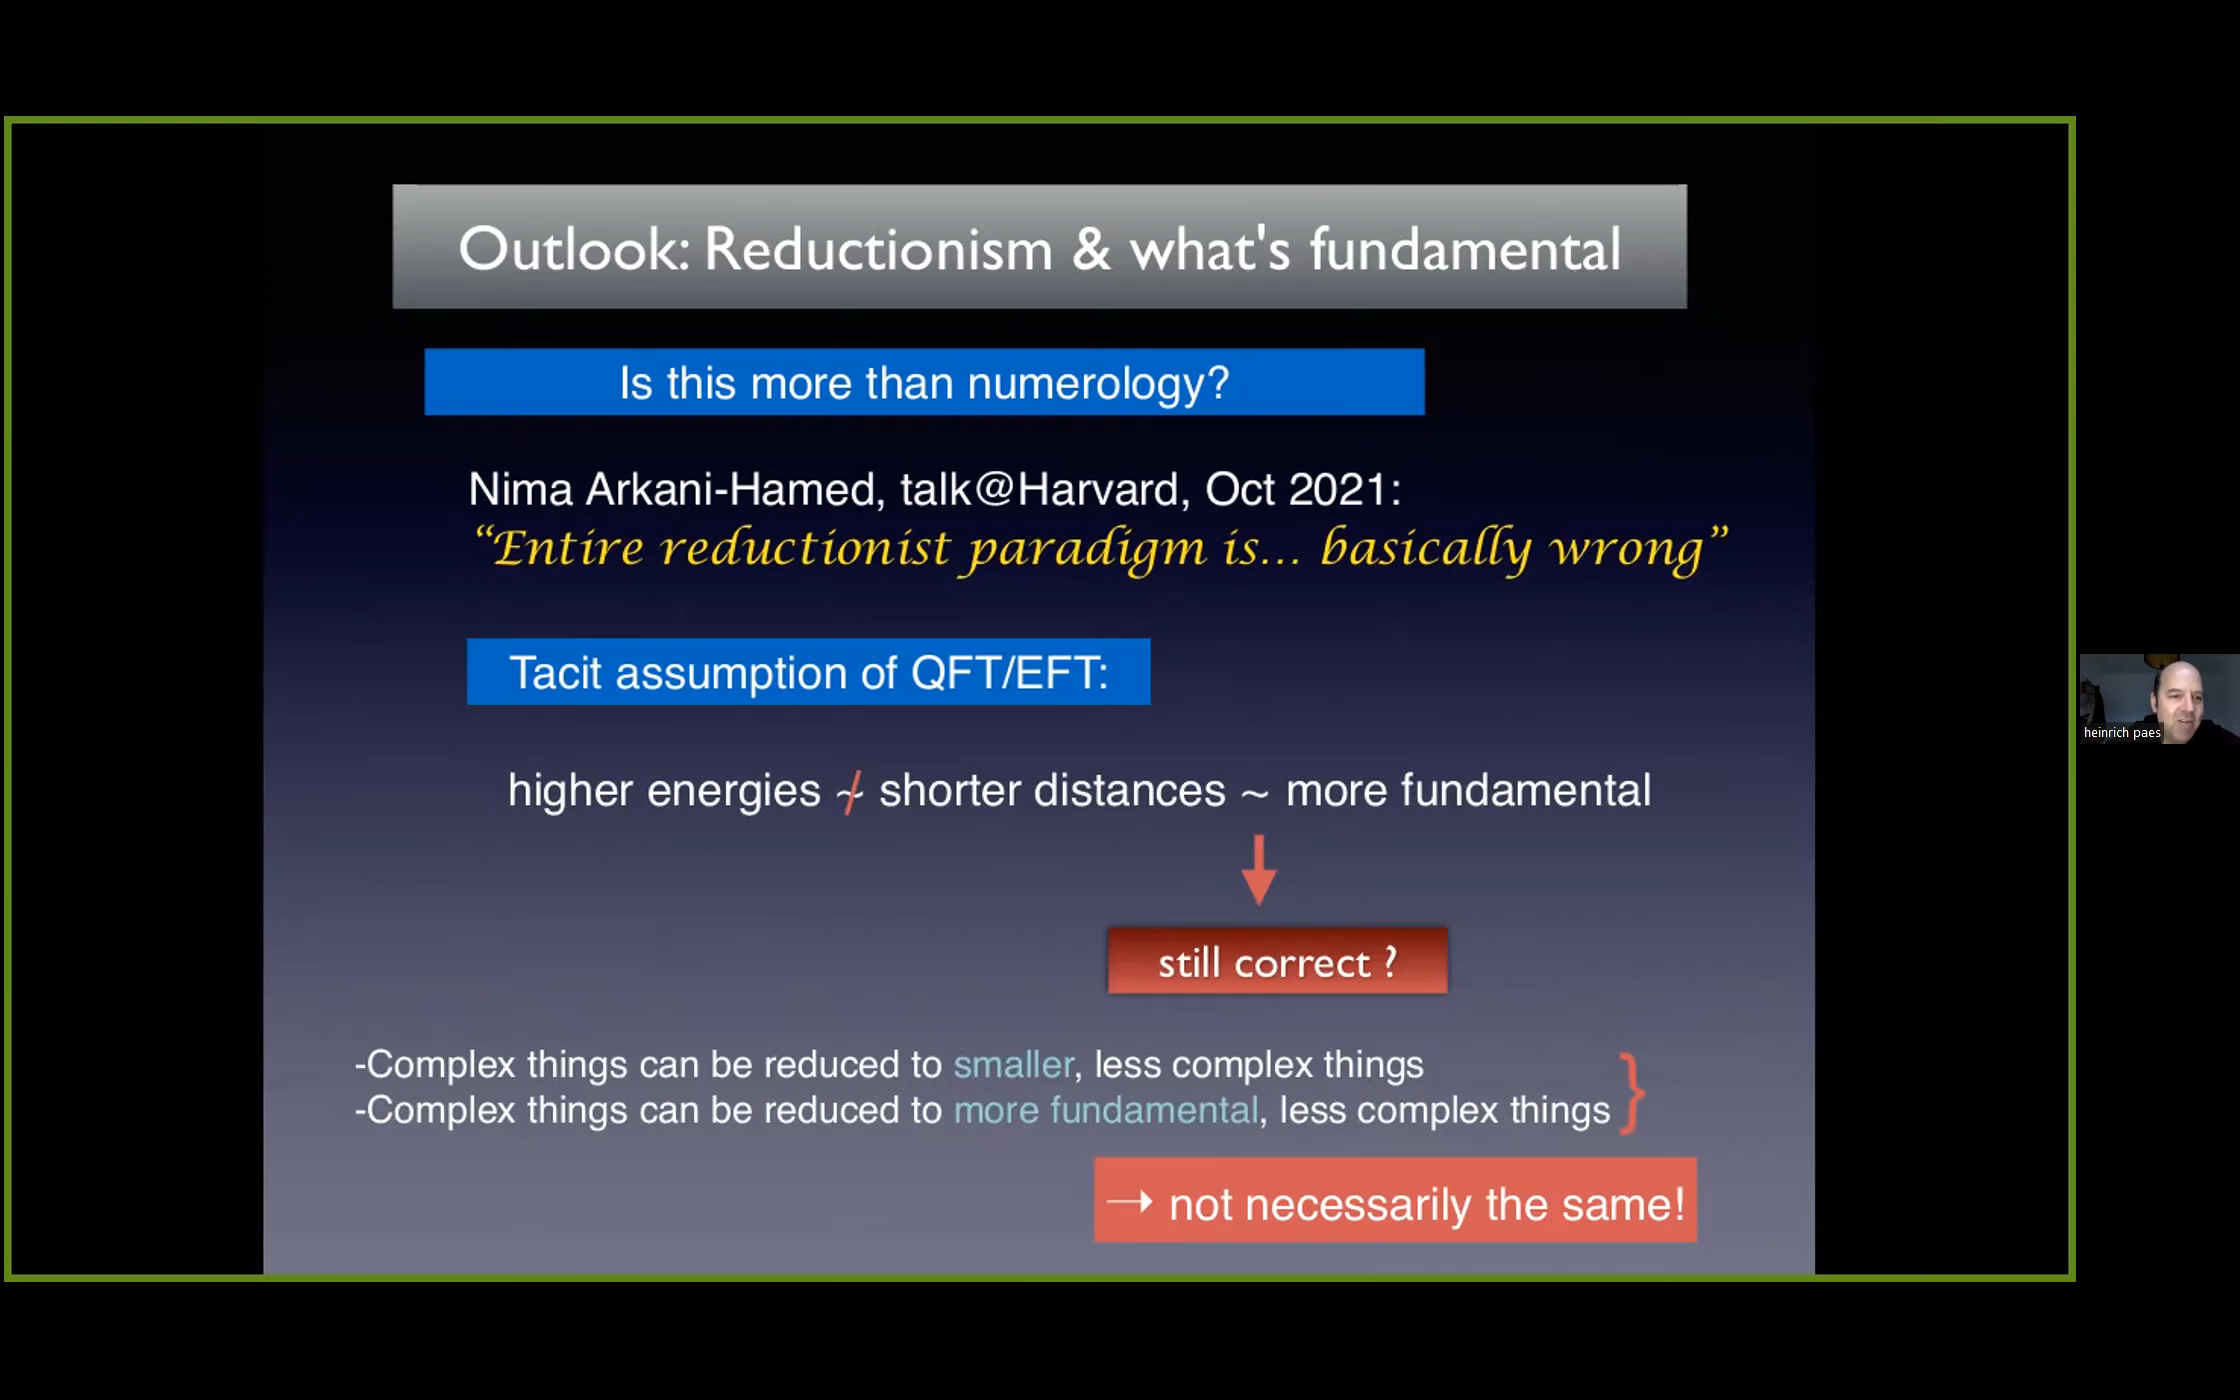 Outlook: Reductionism & what's fundamental
Is this more than numerology?
Nima Arkani-Hamed, talk@Harvard, Oct 2021:
“Entire reductionist paradigm is... basically wrong”
Tacit assumption of QFT/EFT:
higher energies ≁ shorter distances ~ more fundamental
still correct ?
heinrich paes
-Complex things can be reduced to smaller, less complex things
-Complex things can be reduced to more fundamental, less complex things
→ not necessarily the same!